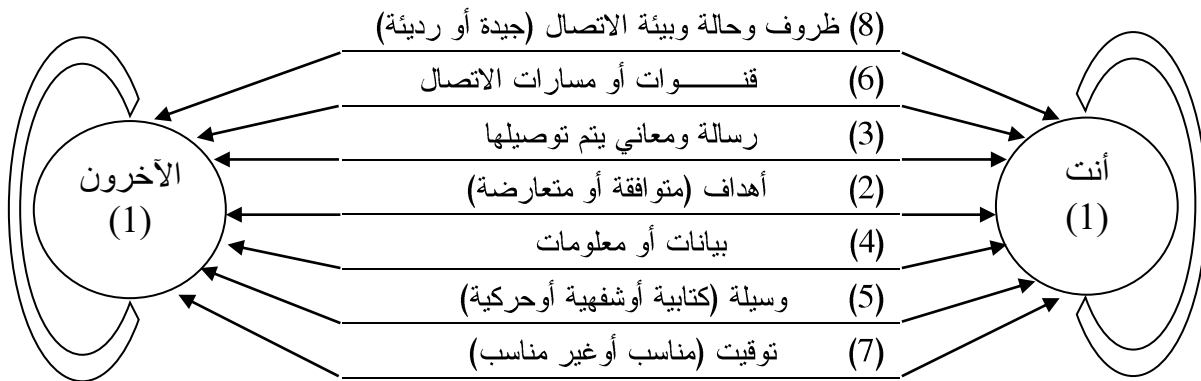 (8) ظروف وحالة وبيئة الاتصال (جيدة أو رديئة)
(6) قنـــــوات أو مسارات الاتصال
(3) رسالة ومعاني يتم توصيلها
(2) أهداف (متوافقة أو متعارضة)
(4) بيانات أو معلومات
(5) وسيلة (كتابية أوشفهية أوحركية)
(7) توقيت (مناسب أوغير مناسب)
أنت
(1)
الآخرون
(1)